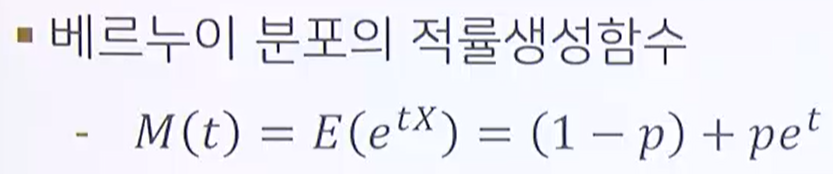 ▪ 베르누이 분포의 적률생성함수
- M(t) = E(e^{tX}) = (1 − p) + pe^t